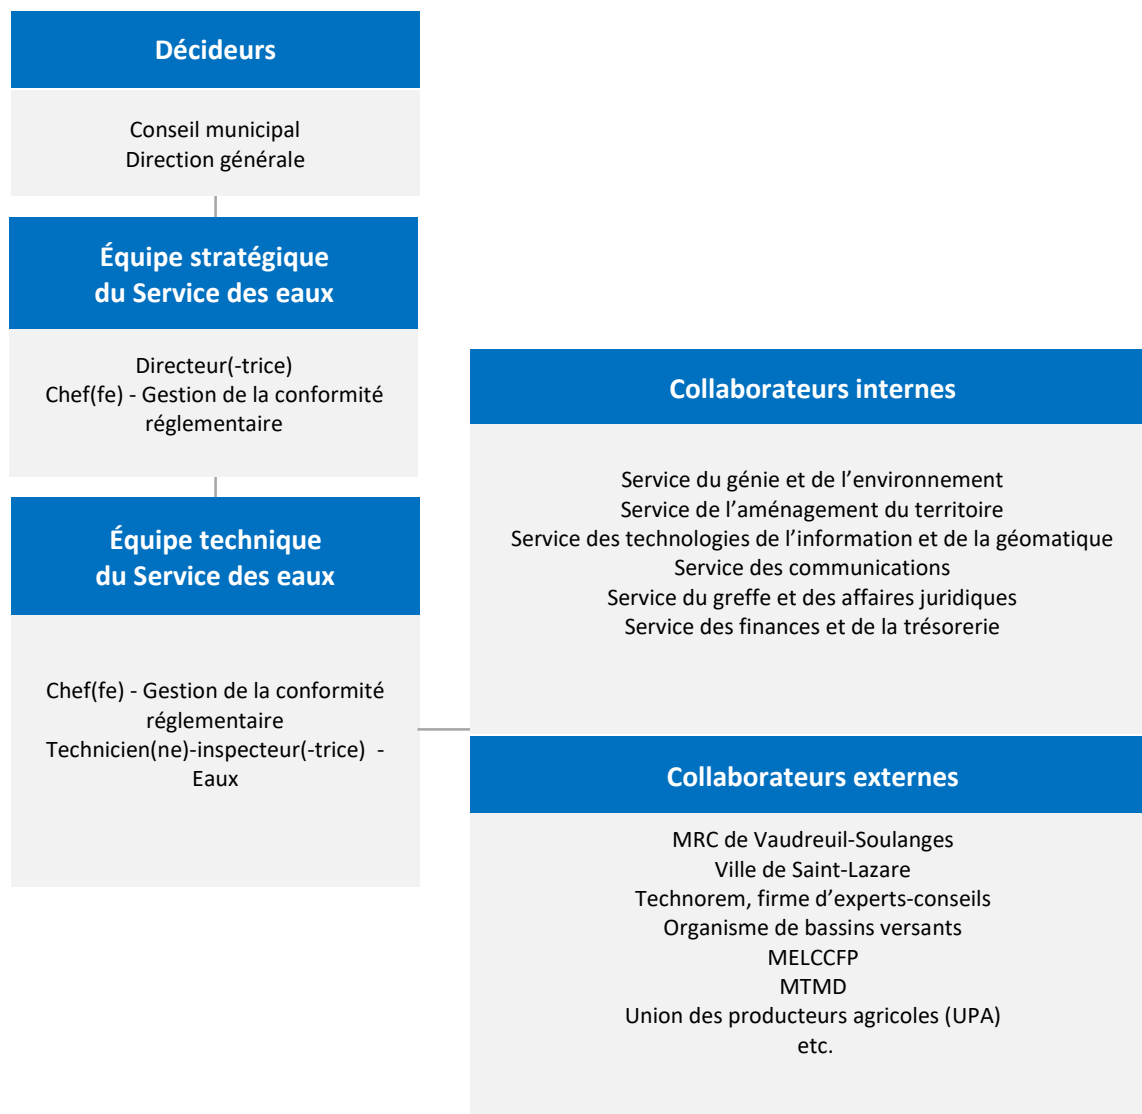 Décideurs
Conseil municipal
Direction générale
Équipe stratégique
du Service des eaux
Directeur(-trice)
Chef(fe) - Gestion de la conformité
réglementaire
Équipe technique
du Service des eaux
Chef(fe) - Gestion de la conformité
réglementaire
Technicien(ne)-inspecteur(-trice) -
Eaux
Collaborateurs internes
Service du génie et de l’environnement
Service de l’aménagement du territoire
Service des technologies de l’information et de la géomatique
Service des communications
Service du greffe et des affaires juridiques
Service des finances et de la trésorerie
Collaborateurs externes
MRC de Vaudreuil-Soulanges
Ville de Saint-Lazare
Technorem, firme d’experts-conseils
Organisme de bassins versants
MELCCFP
MTMD
Union des producteurs agricoles (UPA)
etc.